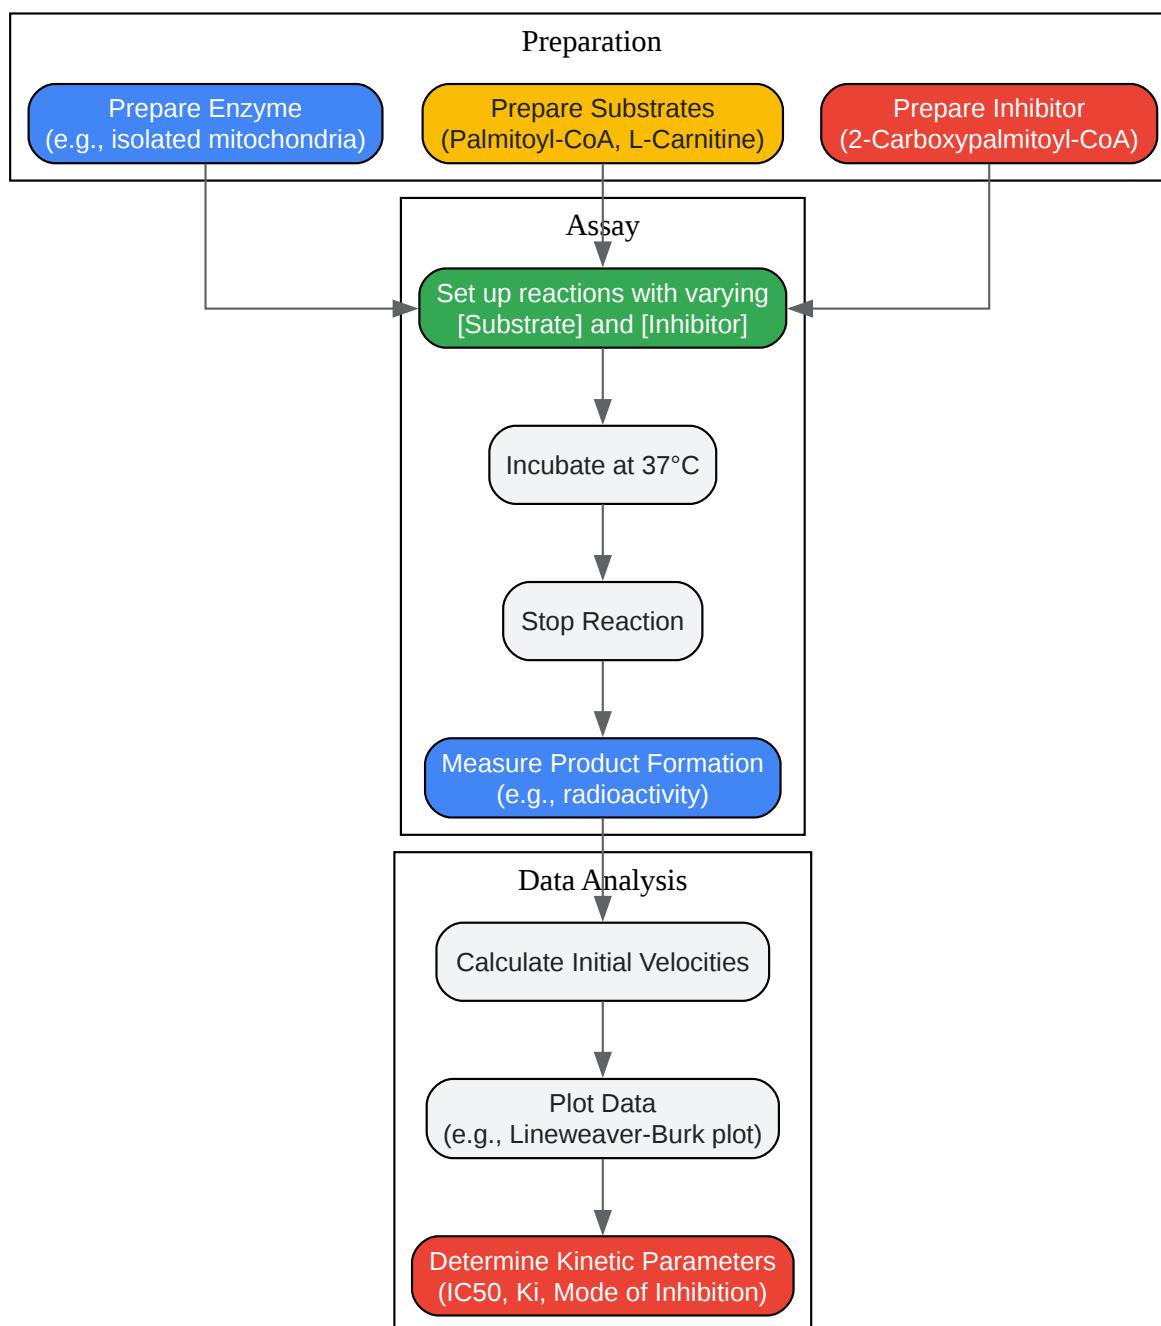 Preparation
Prepare Enzyme
(e.g., isolated mitochondria)
Prepare Substrates
(Palmitoyl-CoA, L-Carnitine)
Prepare Inhibitor
(2-Carboxypalmitoyl-CoA)
Assay
Set up reactions with varying
[Substrate] and [Inhibitor]
Incubate at 37°C
Stop Reaction
Measure Product Formation
(e.g., radioactivity)
Data Analysis
Calculate Initial Velocities
Plot Data
(e.g., Lineweaver-Burk plot)
Determine Kinetic Parameters
(IC50, Ki, Mode of Inhibition)